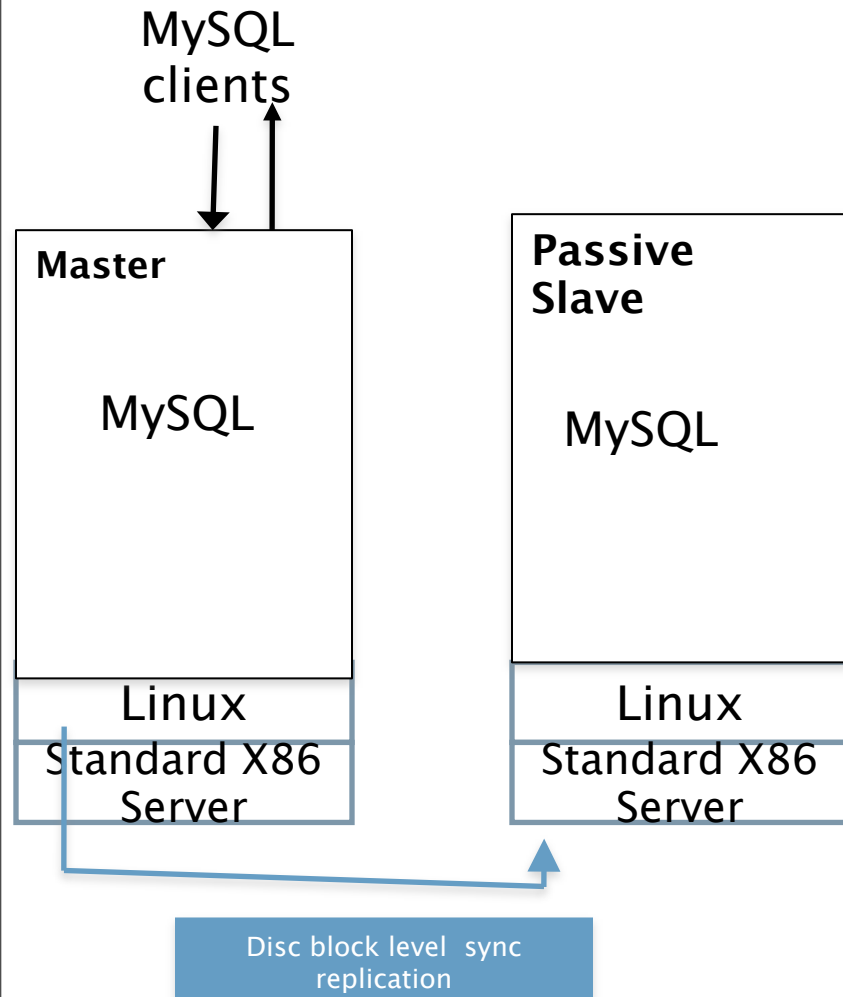 MySQL
clients
Master
MySQL
Linux
Standard X86
Server
Passive
Slave
MySQL
Linux
Standard X86
Server
Disc block level sync
replication